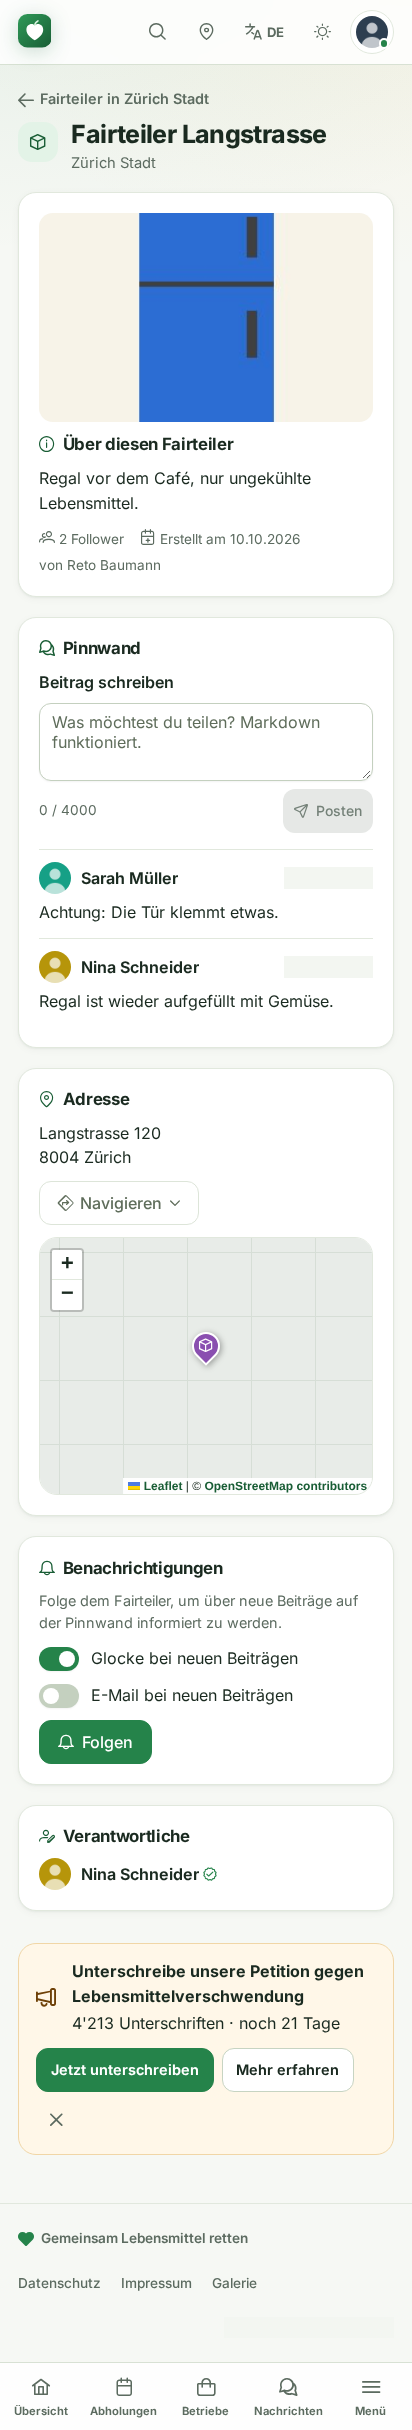 DE
Fairteiler in Zürich Stadt
Fairteiler Langstrasse
Zürich Stadt
Über diesen Fairteiler
Regal vor dem Café, nur ungekühlte
Lebensmittel.
2 Follower Erstellt am 10.10.2026
von Reto Baumann
Pinnwand
Beitrag schreiben
Was möchtest du teilen? Markdown
funktioniert.
0 / 4000 Posten
Sarah Müller
Achtung: Die Tür klemmt etwas.
Nina Schneider
Regal ist wieder aufgefüllt mit Gemüse.
Adresse
Langstrasse 120
8004 Zürich
Navigieren
+
−
Leaflet | © OpenStreetMap contributors
Benachrichtigungen
Folge dem Fairteiler, um über neue Beiträge auf
der Pinnwand informiert zu werden.
Glocke bei neuen Beiträgen
E-Mail bei neuen Beiträgen
Folgen
Verantwortliche
Nina Schneider
Unterschreibe unsere Petition gegen
Lebensmittelverschwendung
4'213 Unterschriften · noch 21 Tage
Jetzt unterschreiben Mehr erfahren
Gemeinsam Lebensmittel retten
Datenschutz Impressum Galerie
Übersicht Abholungen Betriebe Nachrichten Menü